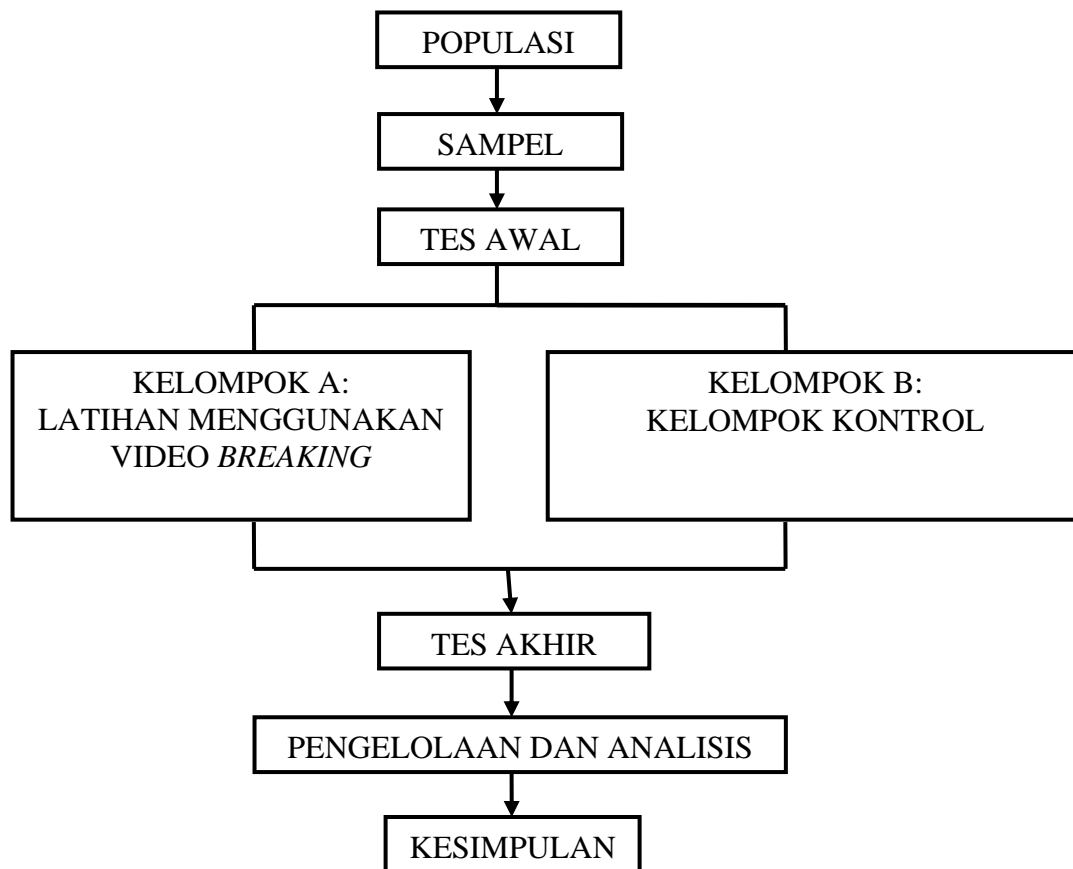 POPULASI
SAMPEL
TES AWAL
KELOMPOK A:
LATIHAN MENGGUNAKAN
VIDEO BREAKING
KELOMPOK B:
KELOMPOK KONTROL
TES AKHIR
PENGELOLAAN DAN ANALISIS
KESIMPULAN